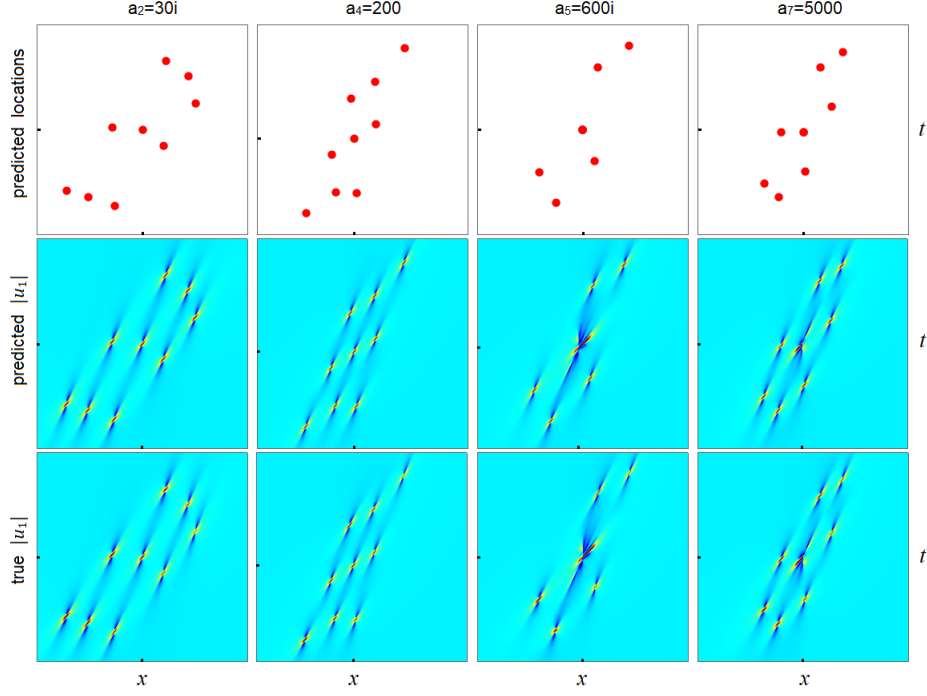 a₂=30i
a₄=200
a₅=600i
a₇=5000
predicted locations
t
predicted |u₁|
t
true |u₁|
t
x
x
x
x